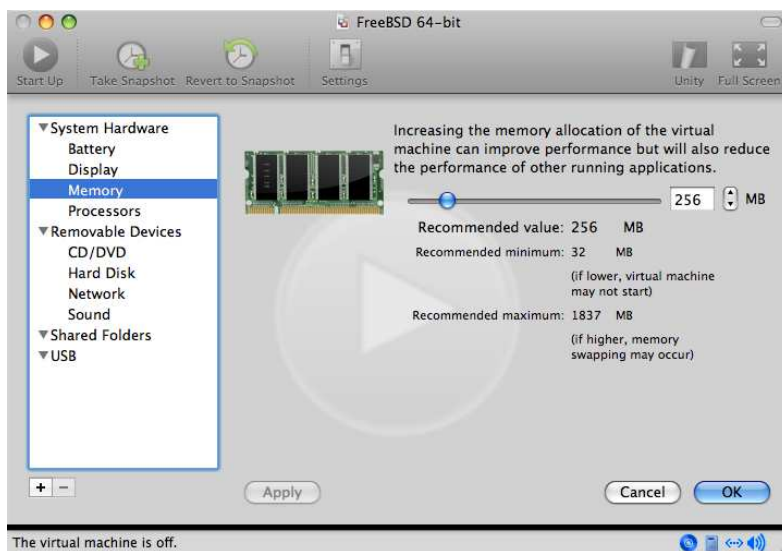 FreeBSD 64-bit
Start Up
Take Snapshot
Revert to Snapshot
Settings
Unity
Full Screen
System Hardware
Battery
Display
Memory
Processors
Removable Devices
CD/DVD
Hard Disk
Network
Sound
Shared Folders
USB
Increasing the memory allocation of the virtual
machine can improve performance but will also reduce
the performance of other running applications.
256 MB
Recommended value: 256 MB
Recommended minimum: 32 MB
(if lower, virtual machine
may not start)
Recommended maximum: 1837 MB
(if higher, memory
swapping may occur)
+ −
Apply
Cancel
OK
The virtual machine is off.